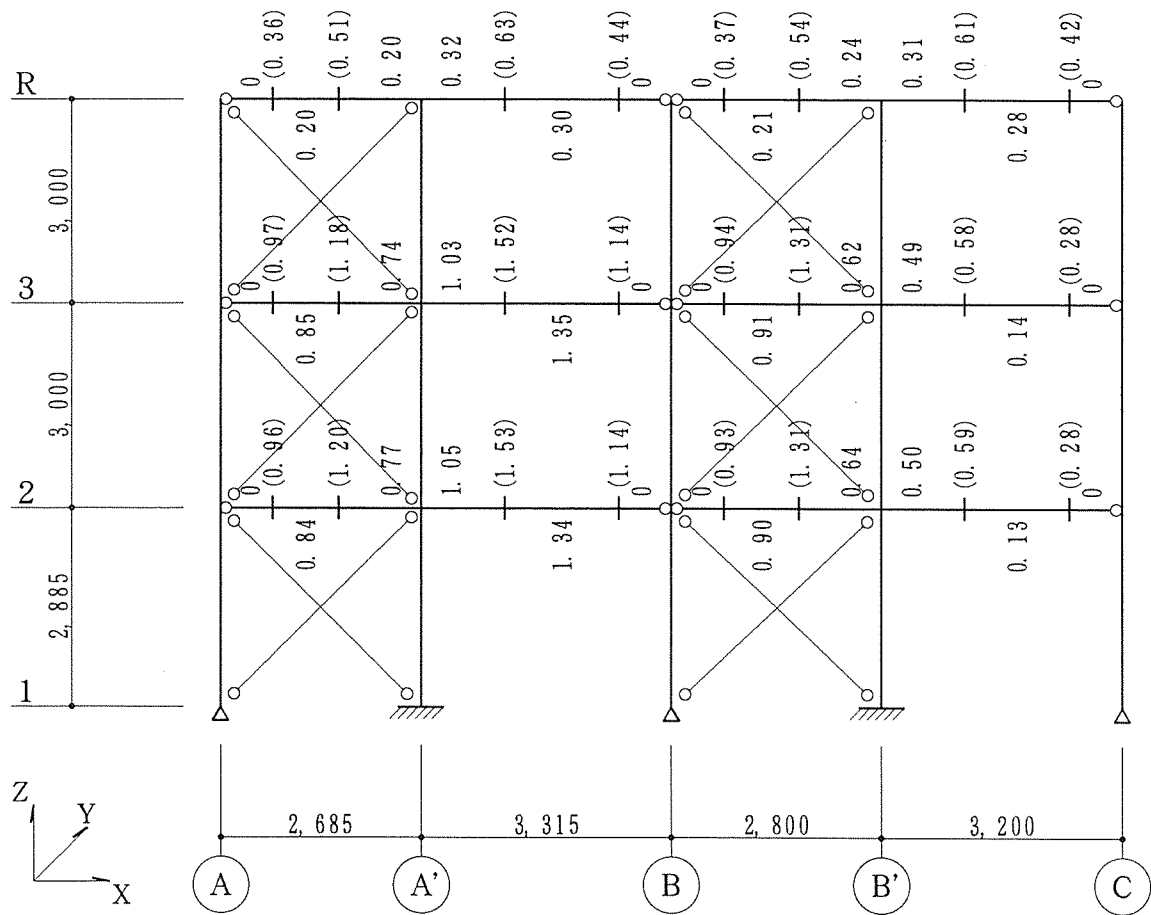 0 (0. 36) (0. 51) 0. 20 0. 32 (0. 63) (0. 44) 0 0 (0. 37) (0. 54) 0. 24 0. 31 (0. 61) (0. 42) 0
R
0. 20 0. 30 0. 21 0. 28
3, 000
0 (0. 97) (1. 18) 0. 74 1. 03 (1. 52) (1. 14) 0 0 (0. 94) (1. 31) 0. 62 0. 49 (0. 58) (0. 28) 0
3
0. 85 1. 35 0. 91 0. 14
3, 000
0 (0. 96) (1. 20) 0. 77 1. 05 (1. 53) (1. 14) 0 0 (0. 93) (1. 31) 0. 64 0. 50 (0. 59) (0. 28) 0
2
0. 84 1. 34 0. 90 0. 13
2, 885
1
Z Y X
2, 685 3, 315 2, 800 3, 200
A A' B B' C